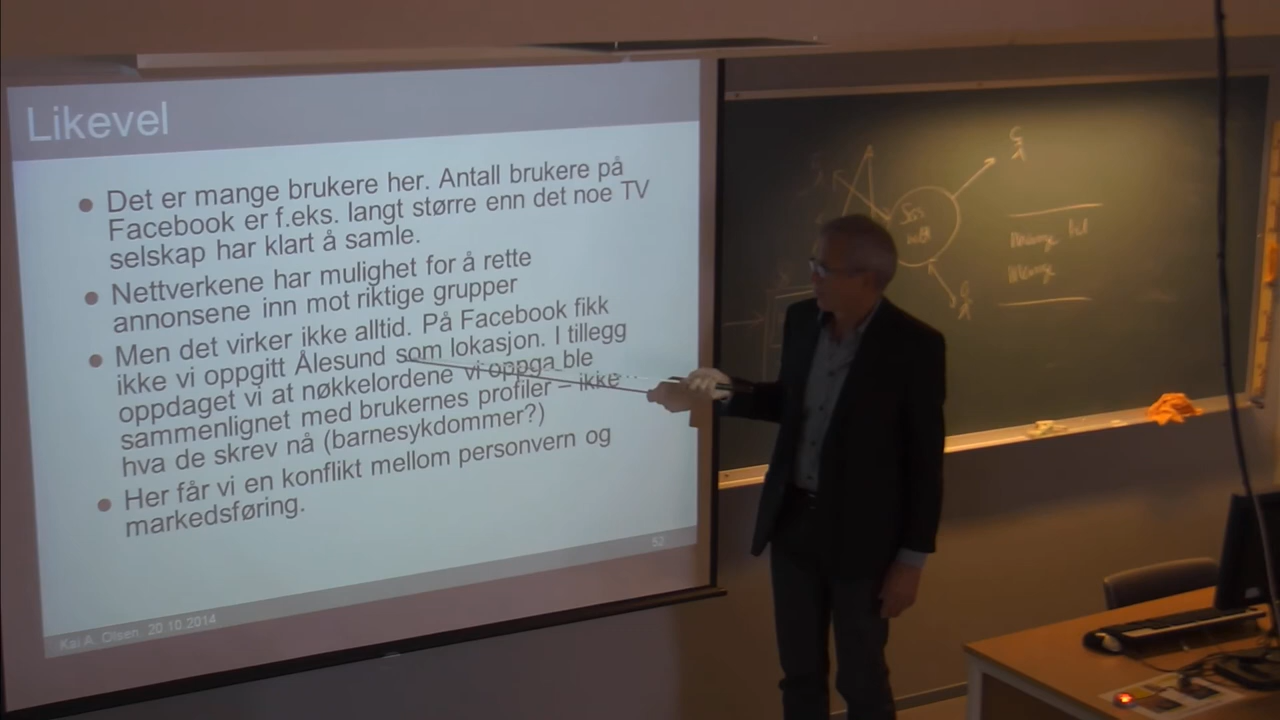 Likevel
Det er mange brukere her. Antall brukere på
Facebook er f.eks. langt større enn det noe TV
selskap har klart å samle.
Nettverkene har mulighet for å rette
annonsene inn mot riktige grupper
Men det virker ikke alltid. På Facebook fikk
ikke vi oppgitt Ålesund som lokasjon. I tillegg
oppdaget vi at nøkkelordene vi oppga ble
sammenlignet med brukernes profiler – ikke
hva de skrev nå (barnesykdommer?)
Her får vi en konflikt mellom personvern og
markedsføring.
52
Kai A. Olsen, 20.10.2014